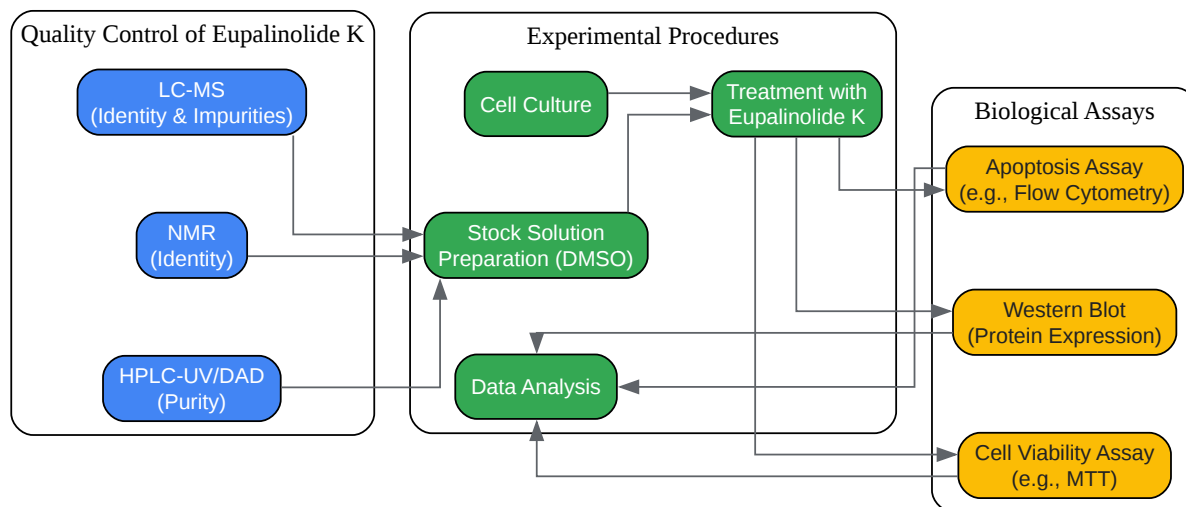 Quality Control of Eupalinolide K
LC-MS
(Identity & Impurities)
NMR
(Identity)
HPLC-UV/DAD
(Purity)
Experimental Procedures
Cell Culture
Treatment with
Eupalinolide K
Stock Solution
Preparation (DMSO)
Data Analysis
Biological Assays
Apoptosis Assay
(e.g., Flow Cytometry)
Western Blot
(Protein Expression)
Cell Viability Assay
(e.g., MTT)